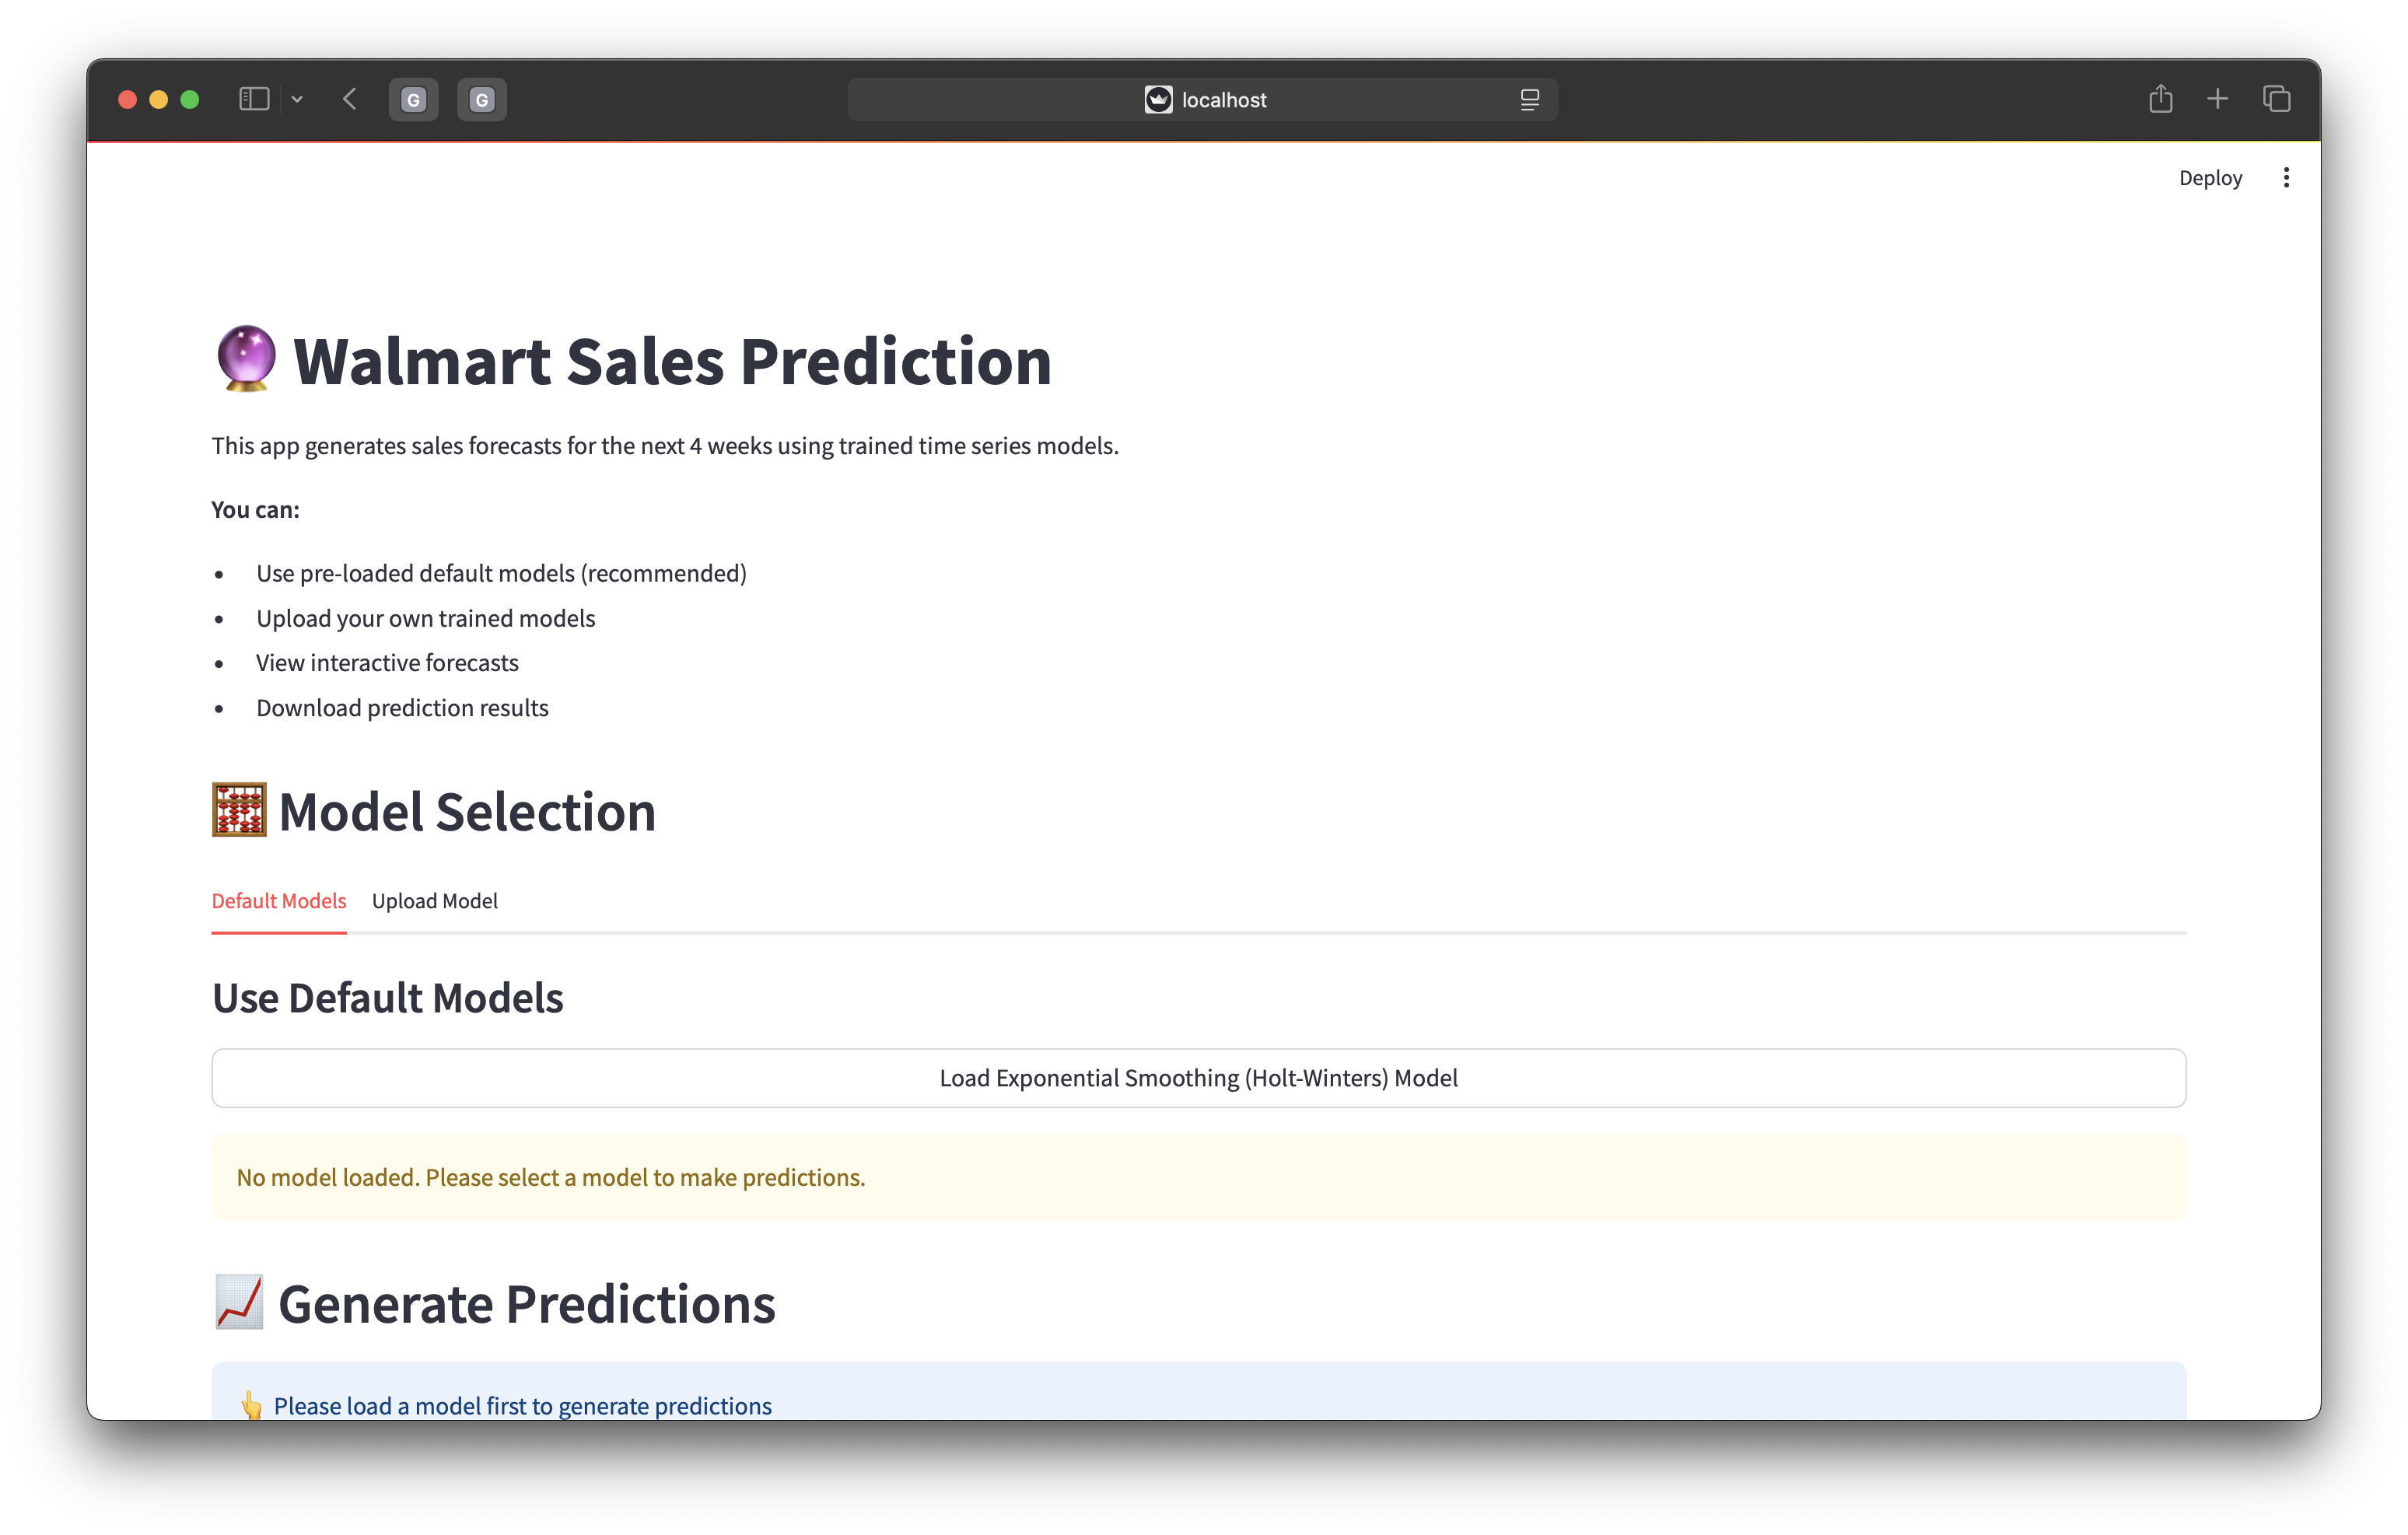 G
G
localhost
Deploy
Walmart Sales Prediction
This app generates sales forecasts for the next 4 weeks using trained time series models.
You can:
Use pre-loaded default models (recommended)
Upload your own trained models
View interactive forecasts
Download prediction results
Model Selection
Default Models
Upload Model
Use Default Models
Load Exponential Smoothing (Holt-Winters) Model
No model loaded. Please select a model to make predictions.
Generate Predictions
Please load a model first to generate predictions